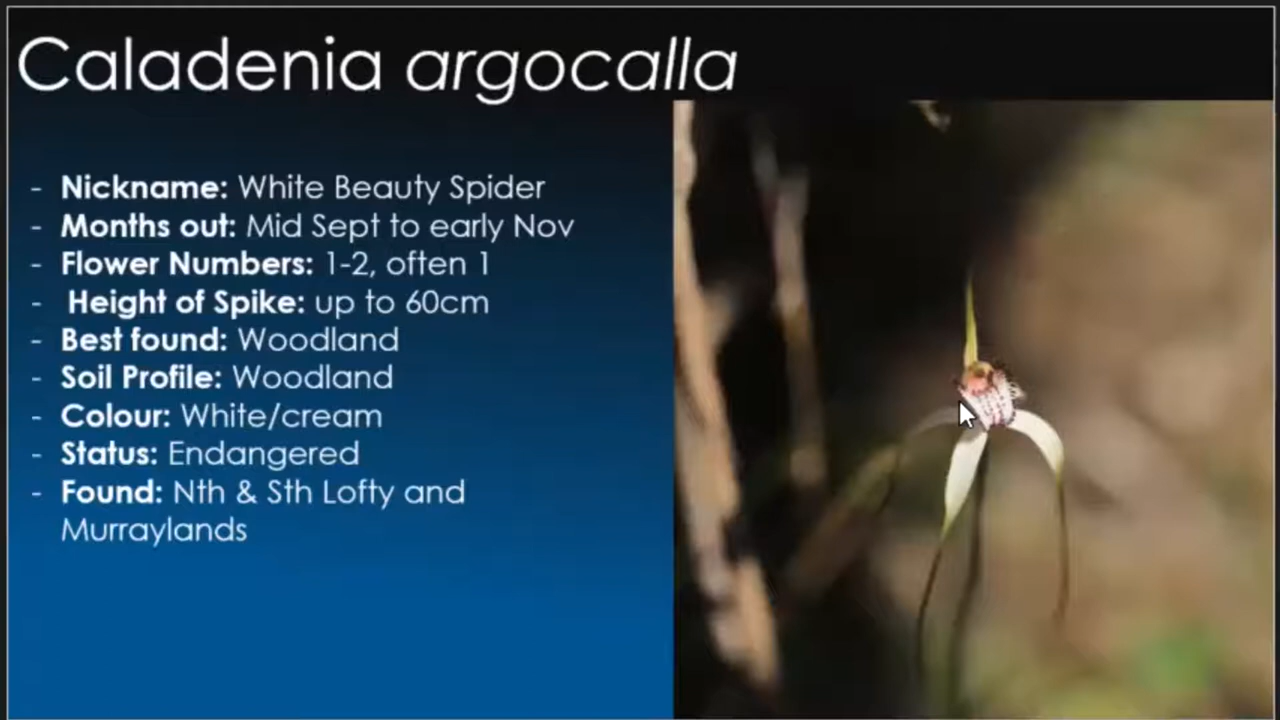 Caladenia argocalla
- Nickname: White Beauty Spider
- Months out: Mid Sept to early Nov
- Flower Numbers: 1-2, often 1
- Height of Spike: up to 60cm
- Best found: Woodland
- Soil Profile: Woodland
- Colour: White/cream
- Status: Endangered
- Found: Nth & Sth Lofty and
Murraylands